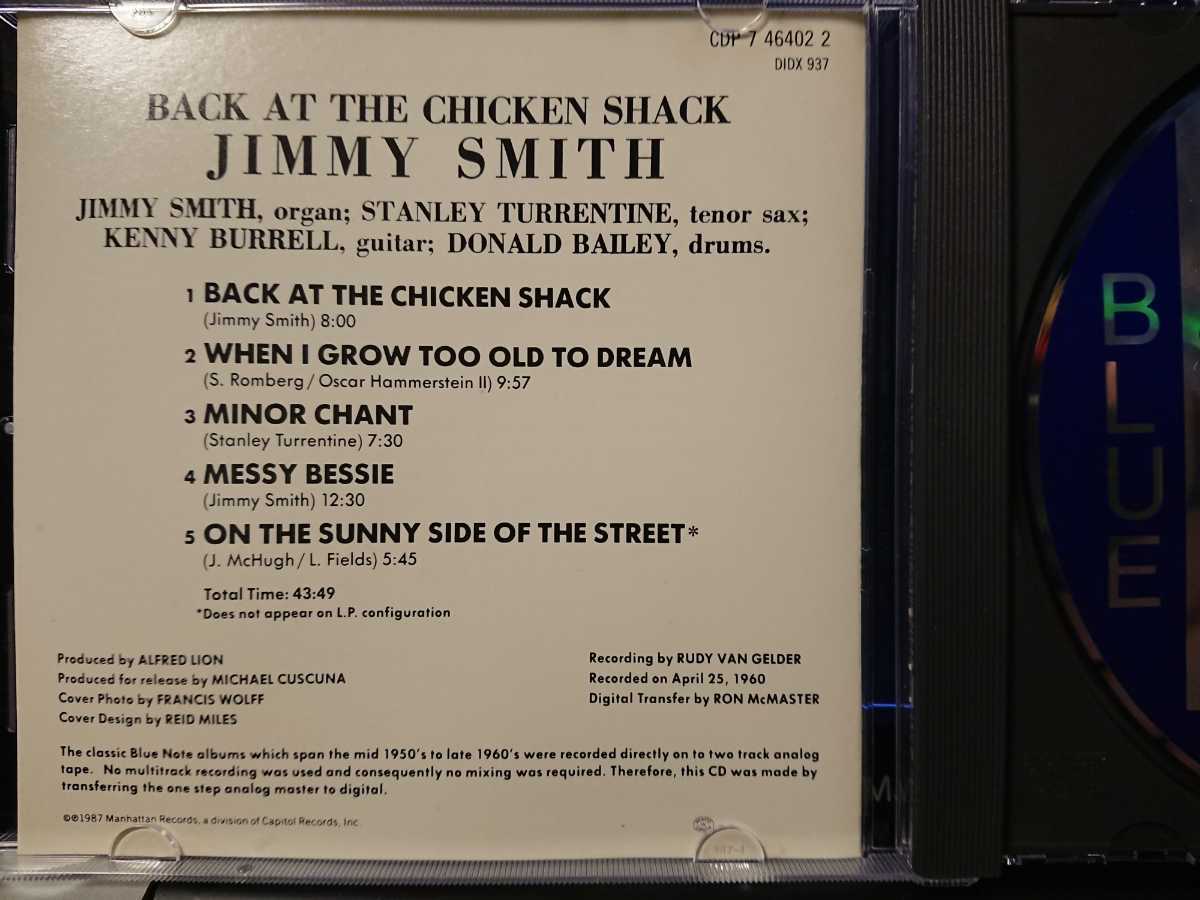 CDP 7 46402 2
DIDX 937
BACK AT THE CHICKEN SHACK
JIMMY SMITH
JIMMY SMITH, organ; STANLEY TURRENTINE, tenor sax;
KENNY BURRELL, guitar; DONALD BAILEY, drums.
1 BACK AT THE CHICKEN SHACK
(Jimmy Smith) 8:00
2 WHEN I GROW TOO OLD TO DREAM
(S. Romberg/Oscar Hammerstein II) 9:57
3 MINOR CHANT
(Stanley Turrentine) 7:30
4 MESSY BESSIE
(Jimmy Smith) 12:30
5 ON THE SUNNY SIDE OF THE STREET*
(J. McHugh/L. Fields) 5:45
Total Time: 43:49
*Does not appear on L.P. configuration
Produced by ALFRED LION
Produced for release by MICHAEL CUSCUNA
Cover Photo by FRANCIS WOLFF
Cover Design by REID MILES
Recording by RUDY VAN GELDER
Recorded on April 25, 1960
Digital Transfer by RON McMASTER
The classic Blue Note albums which span the mid 1950's to late 1960's were recorded directly on to two track analog
tape. No multitrack recording was used and consequently no mixing was required. Therefore, this CD was made by
transferring the one step analog master to digital.
©℗1987 Manhattan Records, a division of Capitol Records, Inc.
BLUE